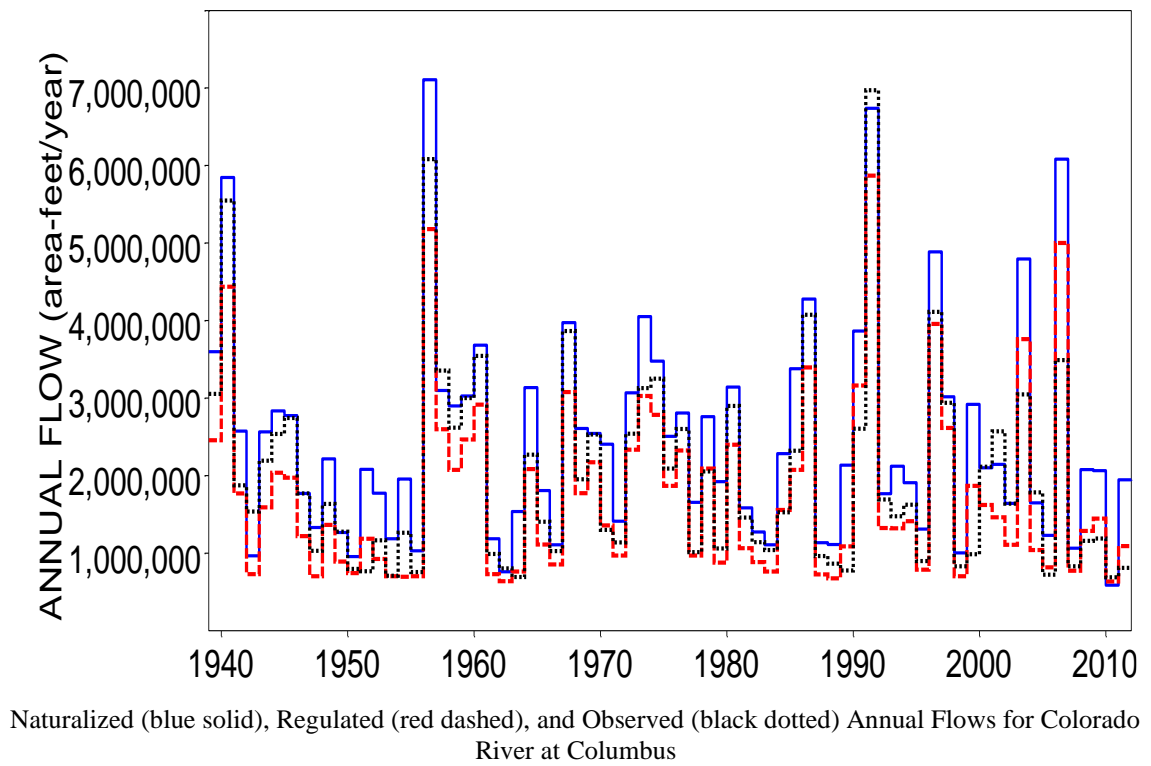 ANNUAL FLOW (area-feet/year)
7,000,000
6,000,000
5,000,000
4,000,000
3,000,000
2,000,000
1,000,000
1940 1950 1960 1970 1980 1990 2000 2010
Naturalized (blue solid), Regulated (red dashed), and Observed (black dotted) Annual Flows for Colorado
River at Columbus